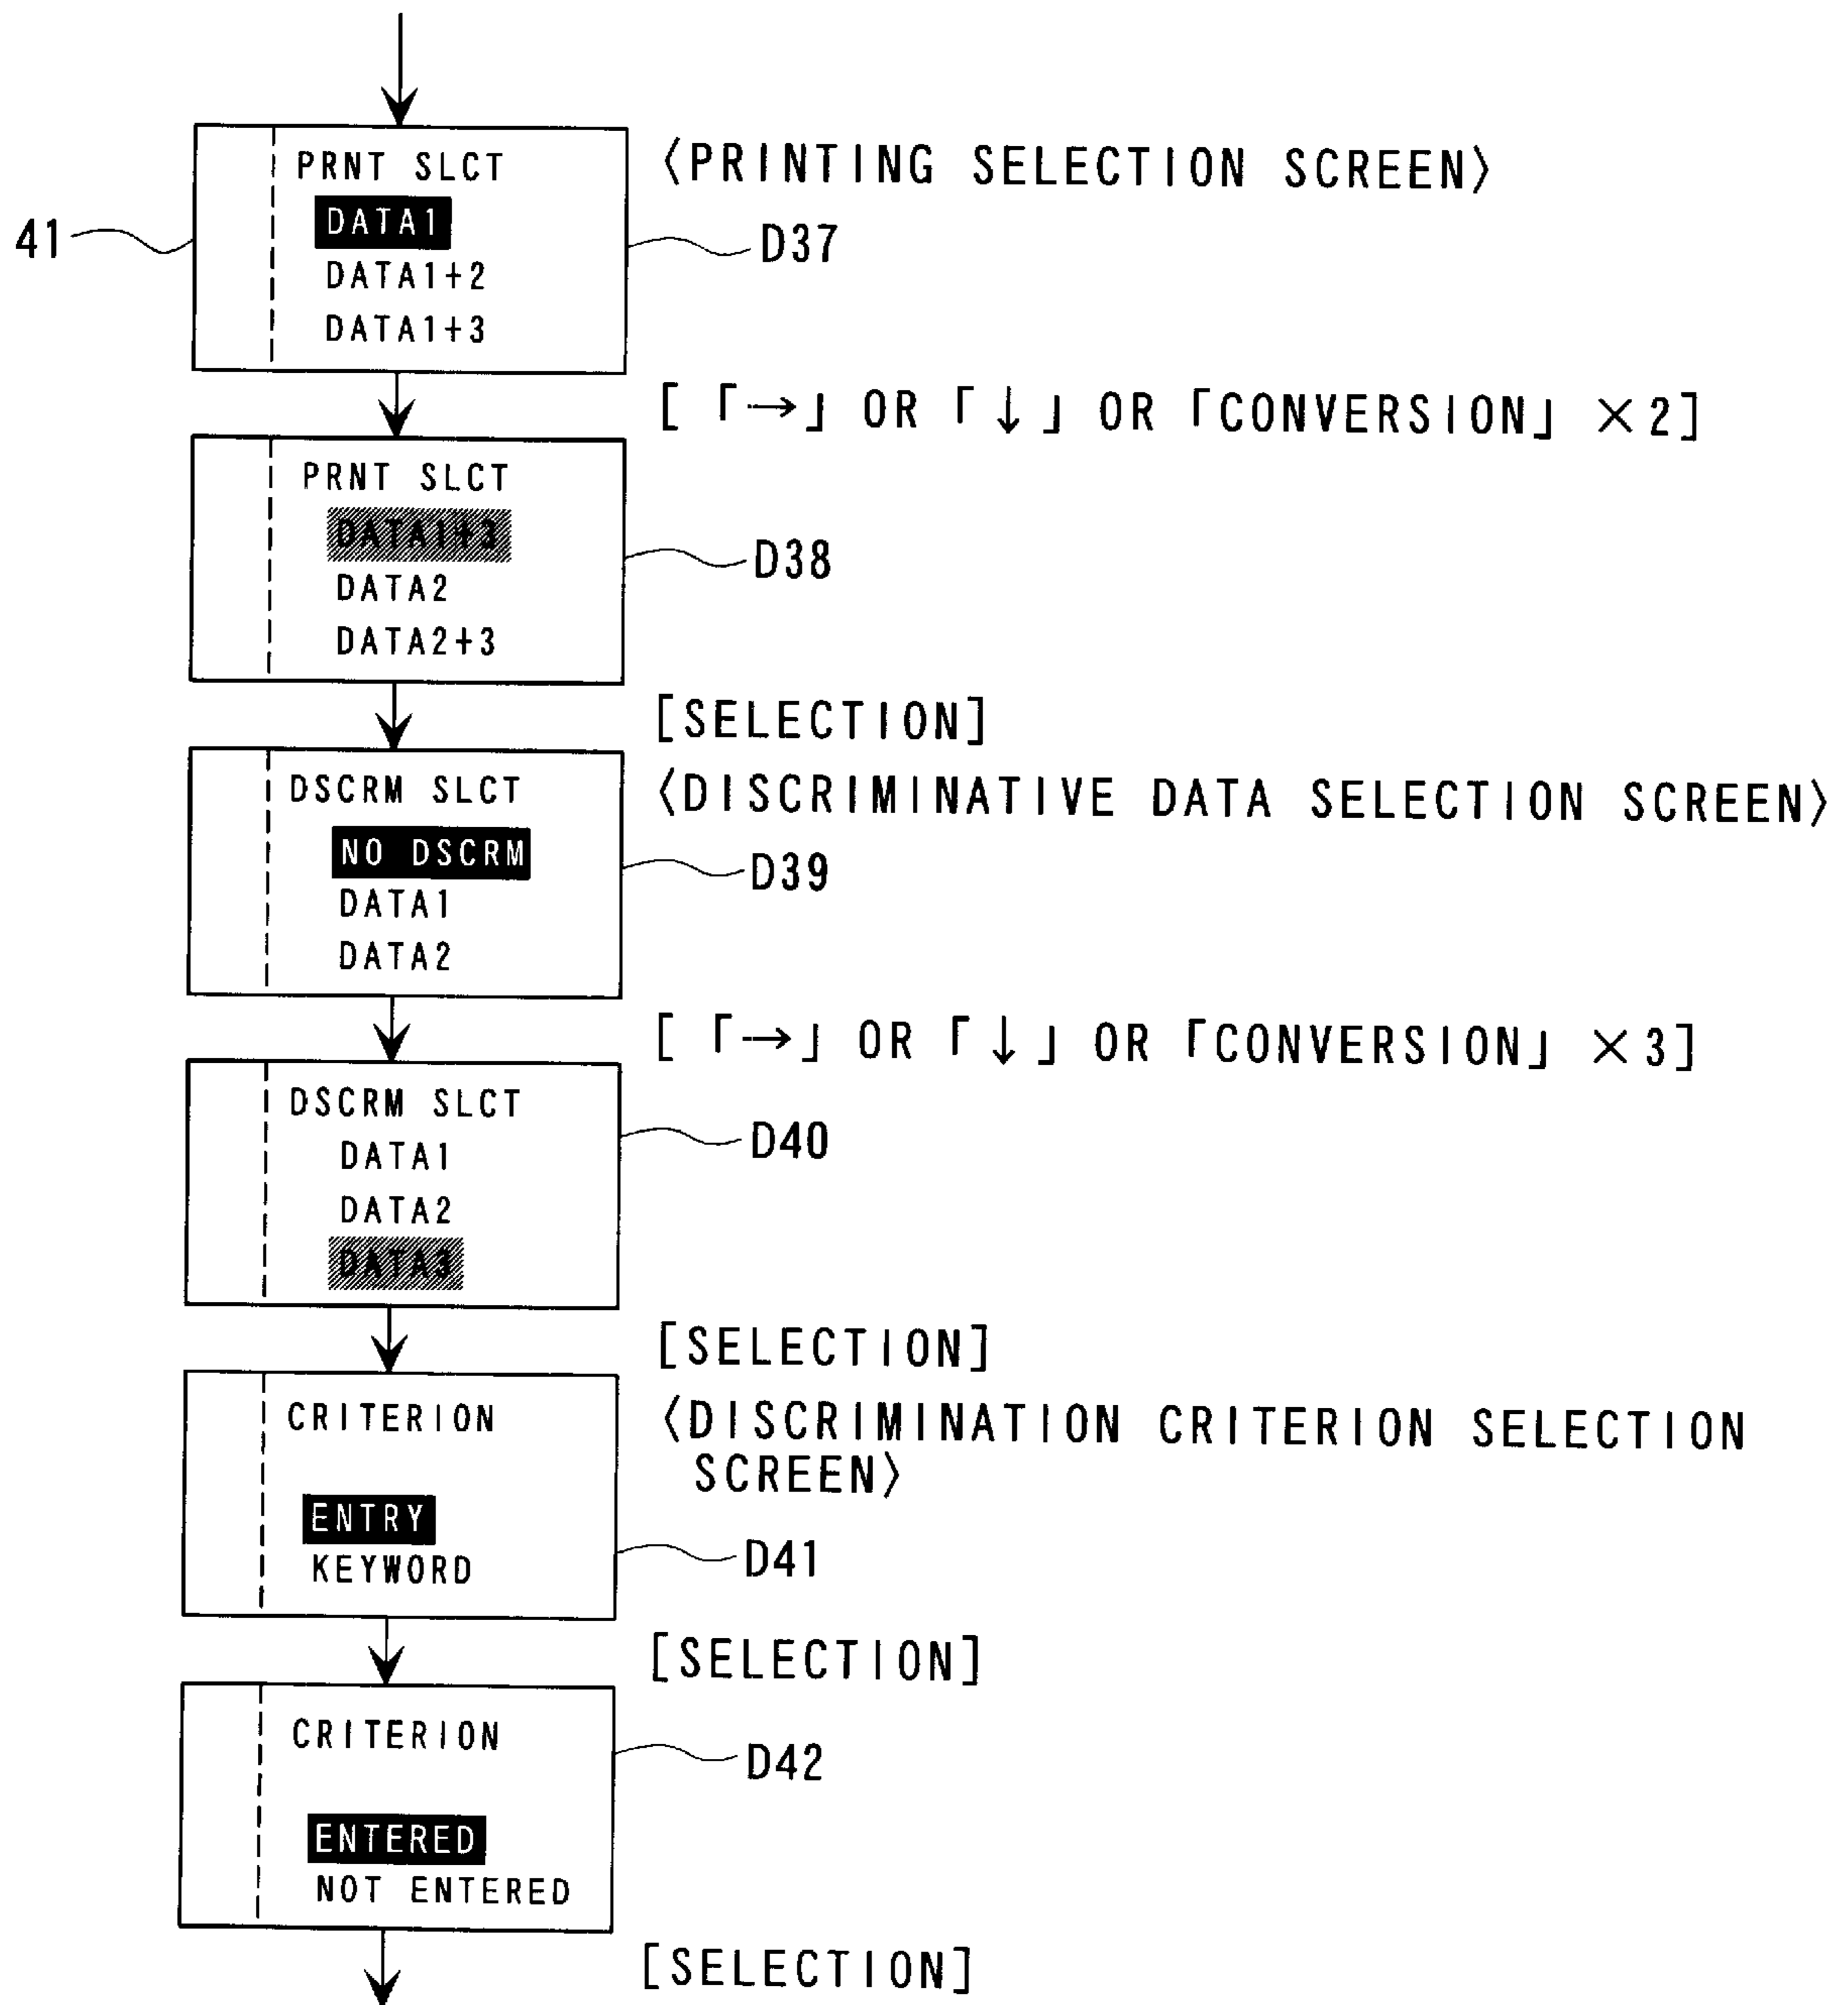 PRNT SLCT
〈PRINTING SELECTION SCREEN〉
DATA1
41
D37
DATA1+2
DATA1+3
[ 「→」 OR 「↓」 OR 「CONVERSION」 ×2]
PRNT SLCT
DATA1+3
D38
DATA2
DATA2+3
[SELECTION]
DSCRM SLCT
〈DISCRIMINATIVE DATA SELECTION SCREEN〉
NO DSCRM
D39
DATA1
DATA2
[ 「→」 OR 「↓」 OR 「CONVERSION」 ×3]
DSCRM SLCT
D40
DATA1
DATA2
DATA3
[SELECTION]
CRITERION
〈DISCRIMINATION CRITERION SELECTION
SCREEN〉
ENTRY
D41
KEYWORD
[SELECTION]
CRITERION
D42
ENTERED
NOT ENTERED
[SELECTION]